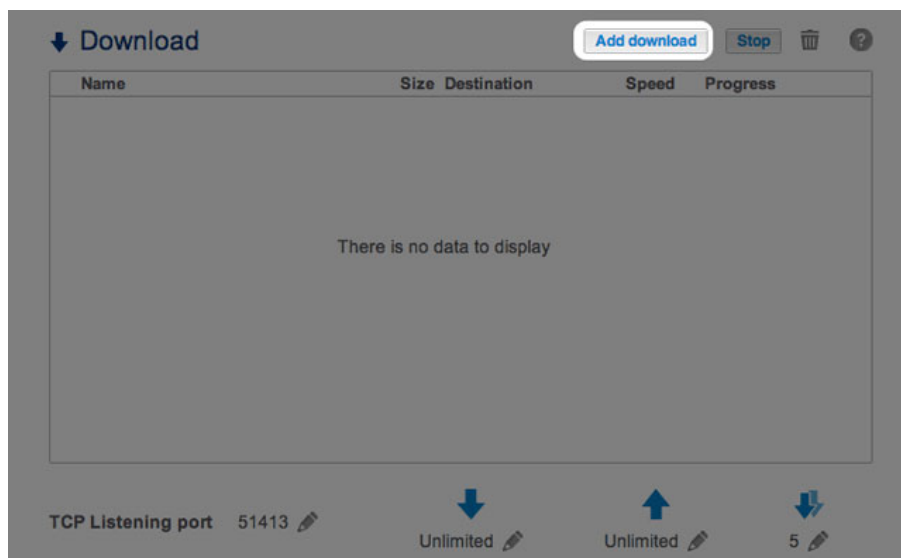 Download
Add download
Stop
?
Name Size Destination Speed Progress
There is no data to display
TCP Listening port 51413
Unlimited
Unlimited
5